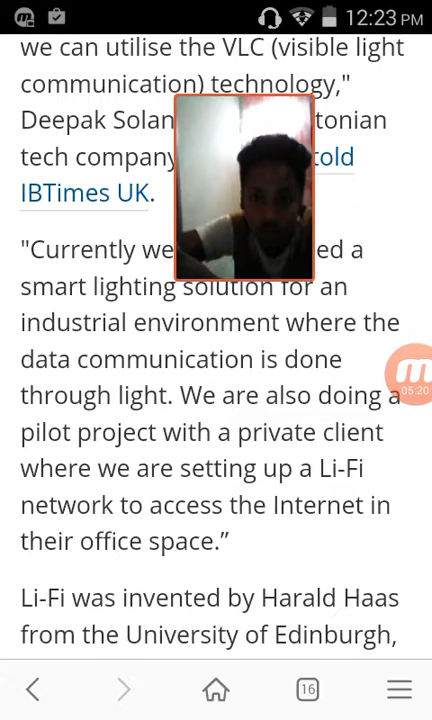 12:23 PM
we can utilise the VLC (visible light
communication) technology,"
Deepak Solan tonian
tech company told
IBTimes UK.
"Currently we ed a
smart lighting solution for an
industrial environment where the
data communication is done
through light. We are also doing a
pilot project with a private client
where we are setting up a Li-Fi
network to access the Internet in
their office space.”
Li-Fi was invented by Harald Haas
from the University of Edinburgh,
05:20
16